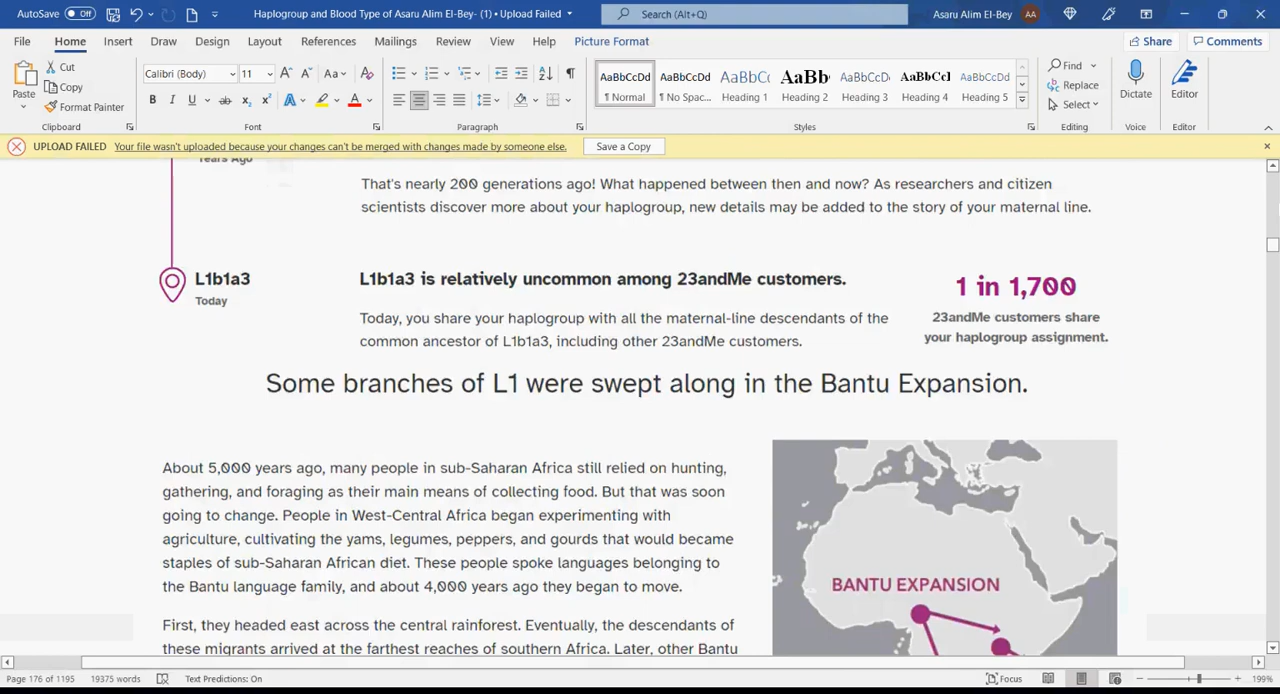 AutoSave Off Haplogroup and Blood Type of Asaru Alim El-Bey- (1) • Upload Failed Search (Alt+Q) Asaru Alim El-Bey AA
File Home Insert Draw Design Layout References Mailings Review View Help Picture Format Share Comments
Paste Cut Calibri (Body) 11 AaBbCcDd AaBbCcDd AaBbCc AaBb AaBbCcD AaBbCcI AaBbCcDd Find Dictate Editor
Copy Replace
Format Painter ¶ Normal ¶ No Spac... Heading 1 Heading 2 Heading 3 Heading 4 Heading 5 Select
Clipboard Font Paragraph Styles Editing Voice Editor
UPLOAD FAILED Your file wasn't uploaded because your changes can't be merged with changes made by someone else. Save a Copy
Years Ago
That's nearly 200 generations ago! What happened between then and now? As researchers and citizen
scientists discover more about your haplogroup, new details may be added to the story of your maternal line.
L1b1a3
Today
L1b1a3 is relatively uncommon among 23andMe customers.
Today, you share your haplogroup with all the maternal-line descendants of the
common ancestor of L1b1a3, including other 23andMe customers.
1 in 1,700
23andMe customers share
your haplogroup assignment.
Some branches of L1 were swept along in the Bantu Expansion.
About 5,000 years ago, many people in sub-Saharan Africa still relied on hunting,
gathering, and foraging as their main means of collecting food. But that was soon
going to change. People in West-Central Africa began experimenting with
agriculture, cultivating the yams, legumes, peppers, and gourds that would become
staples of sub-Saharan African diet. These people spoke languages belonging to
the Bantu language family, and about 4,000 years ago they began to move.
First, they headed east across the central rainforest. Eventually, the descendants of
these migrants arrived at the farthest reaches of southern Africa. Later, other Bantu
BANTU EXPANSION
Page 176 of 1195 19375 words Text Predictions: On Focus 199%